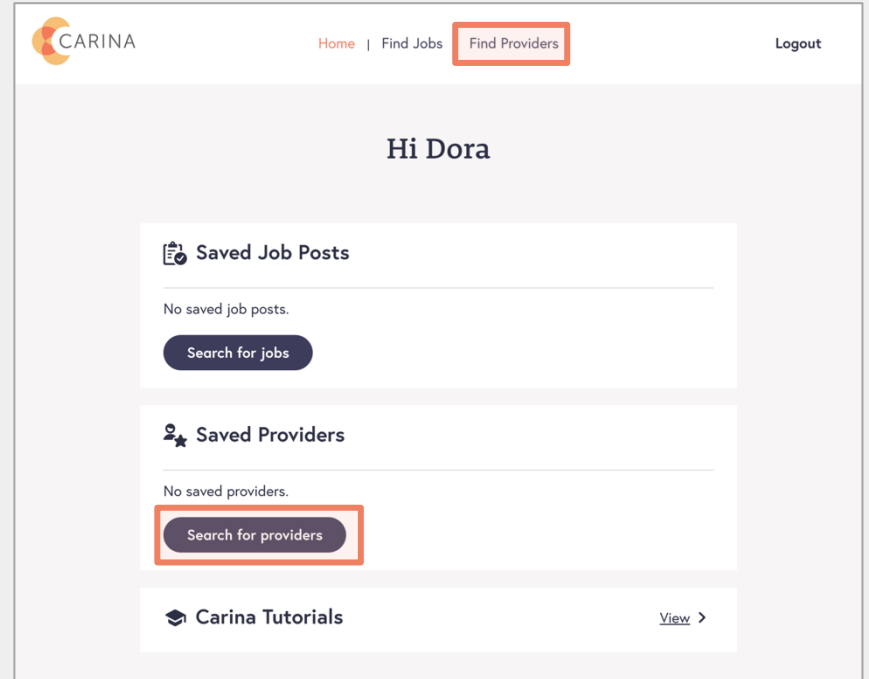 CARINA
Home | Find Jobs Find Providers Logout
Hi Dora
Saved Job Posts
No saved job posts.
Search for jobs
Saved Providers
No saved providers.
Search for providers
Carina Tutorials View >